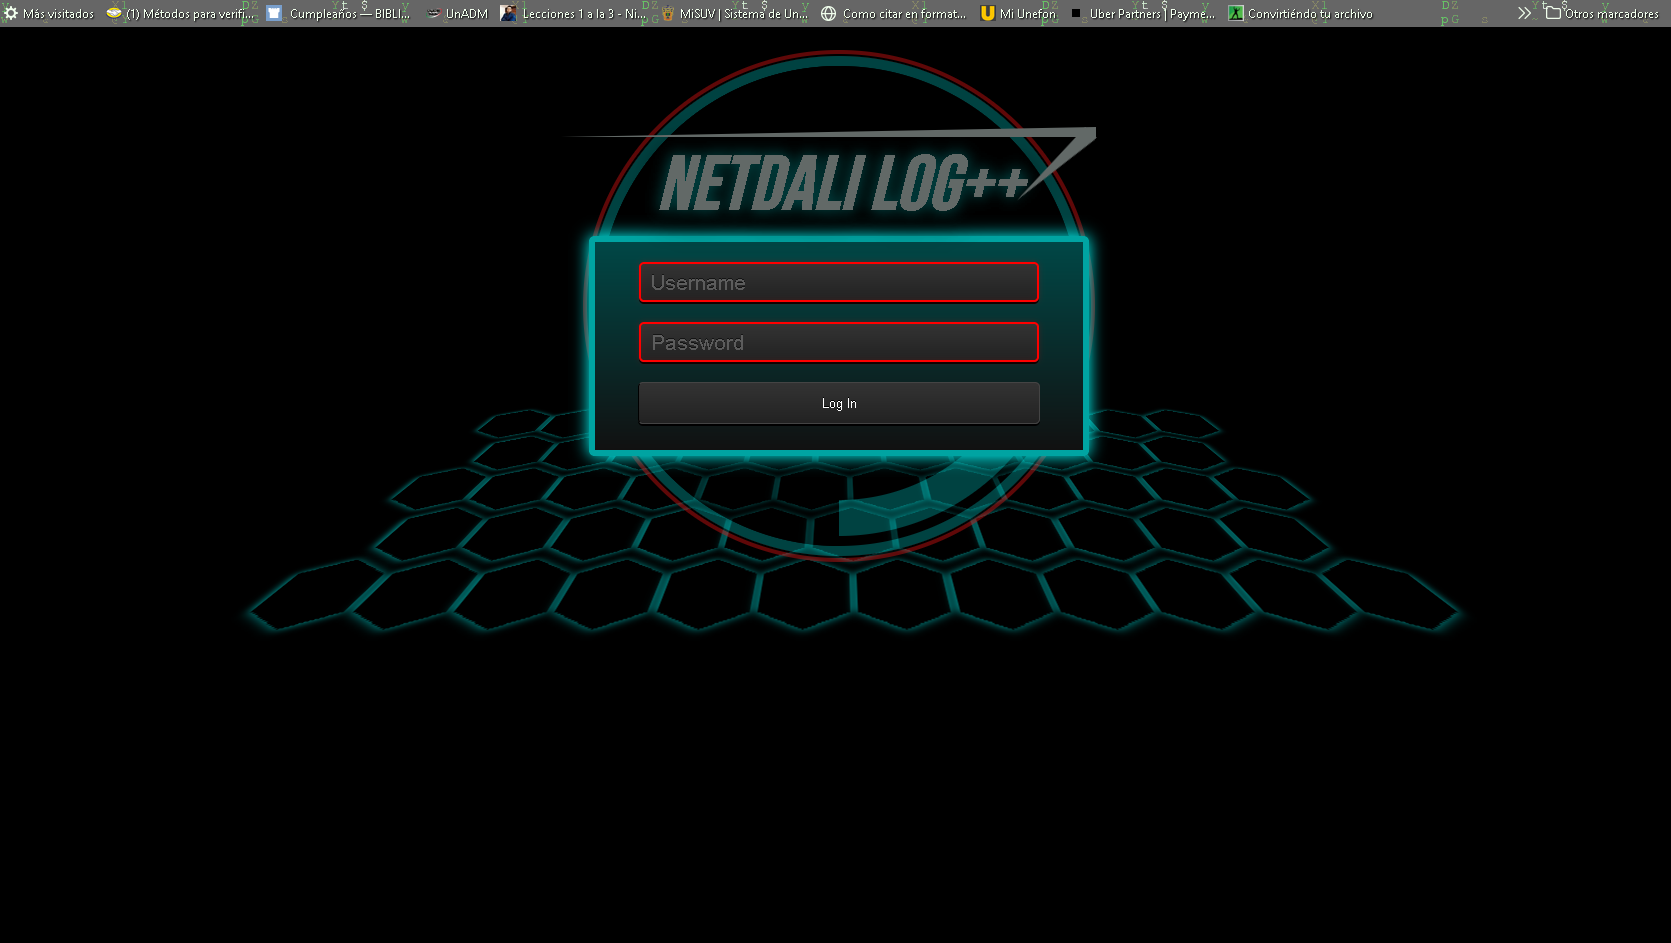 Más visitados
(1) Métodos para verifi...
Cumpleaños — BIBLI...
UnADM
Lecciones 1 a la 3 - Ni...
MiSUV | Sistema de Un...
Como citar en format...
Mi Unefon
Uber Partners | Payme...
Convirtiéndo tu archivo
Otros marcadores
NETDALI LOG++
Username
Password
Log In